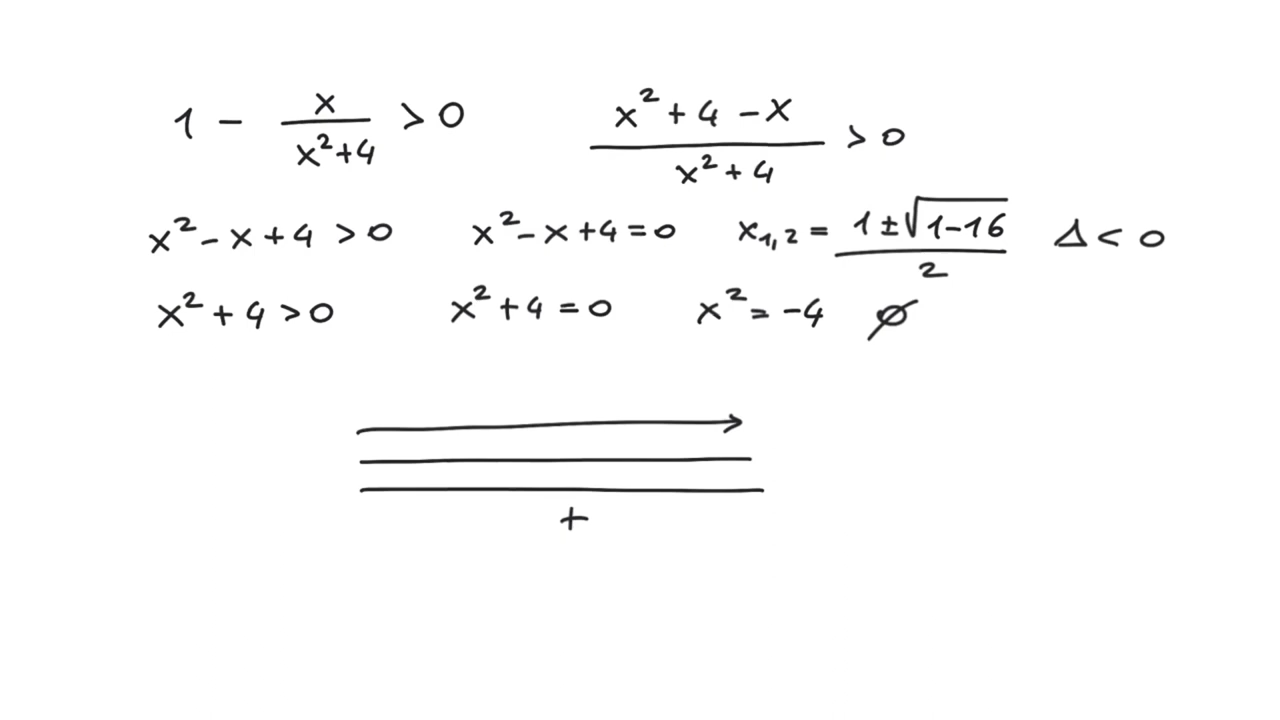 1 - x/(x²+4) > 0    (x²+4-x)/(x²+4) > 0
x²-x+4 > 0    x²-x+4=0    x₁,₂ = (1±√(1-16))/2    Δ < 0
x²+4 > 0    x²+4=0    x²=-4    ∅
+